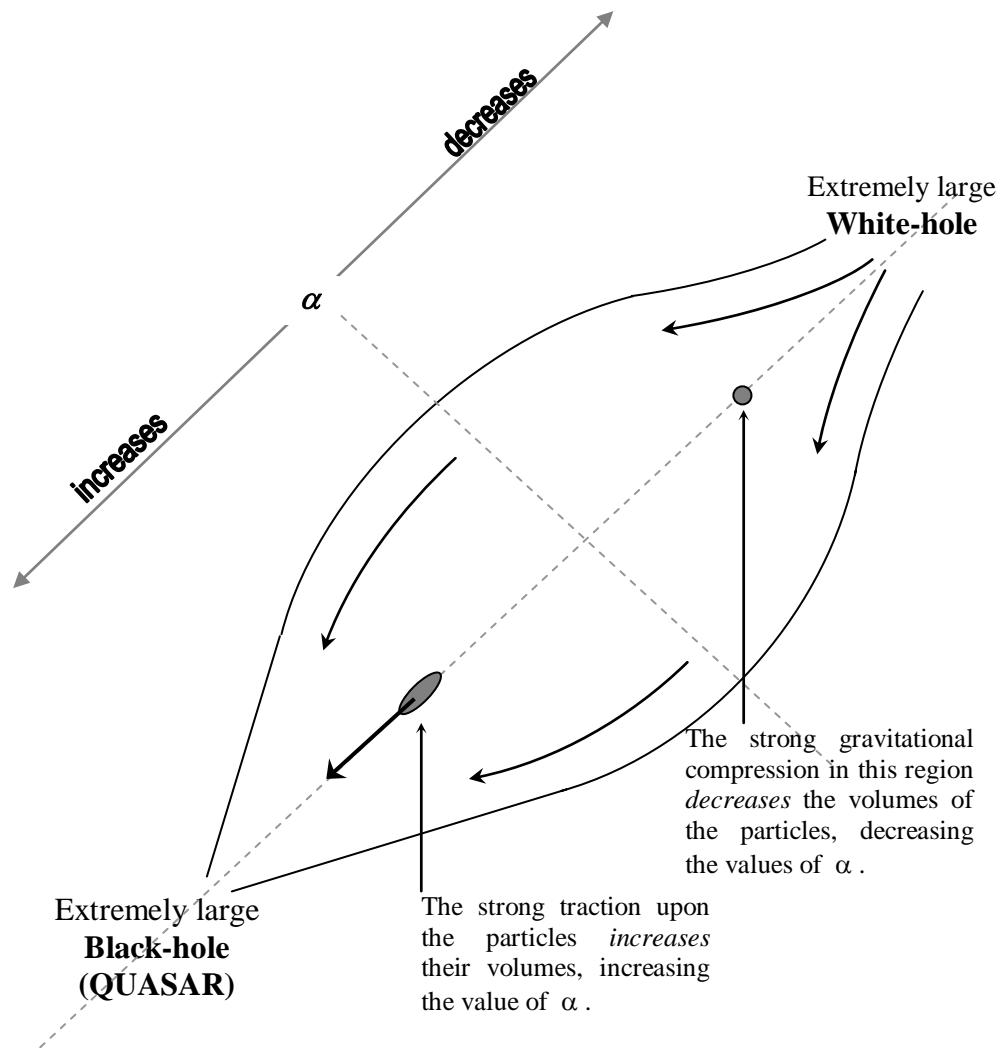 decreases
Extremely large
White-hole
α
increases
The strong gravitational
compression in this region
decreases the volumes of
the particles, decreasing
the values of α .
Extremely large
Black-hole
(QUASAR)
The strong traction upon
the particles increases
their volumes, increasing
the value of α .